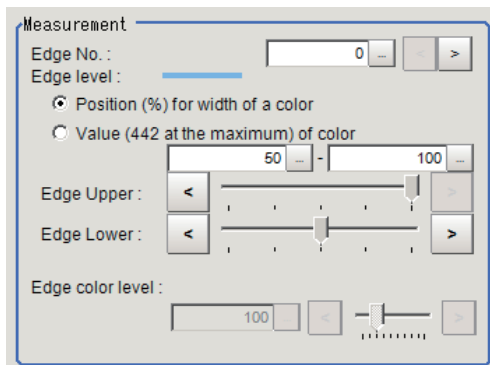 Measurement
Edge No. : 0 ... < >
Edge level :
Position (%) for width of a color
Value (442 at the maximum) of color
50 ... - 100 ...
Edge Upper : < >
Edge Lower : < >
Edge color level :
100 ... < >